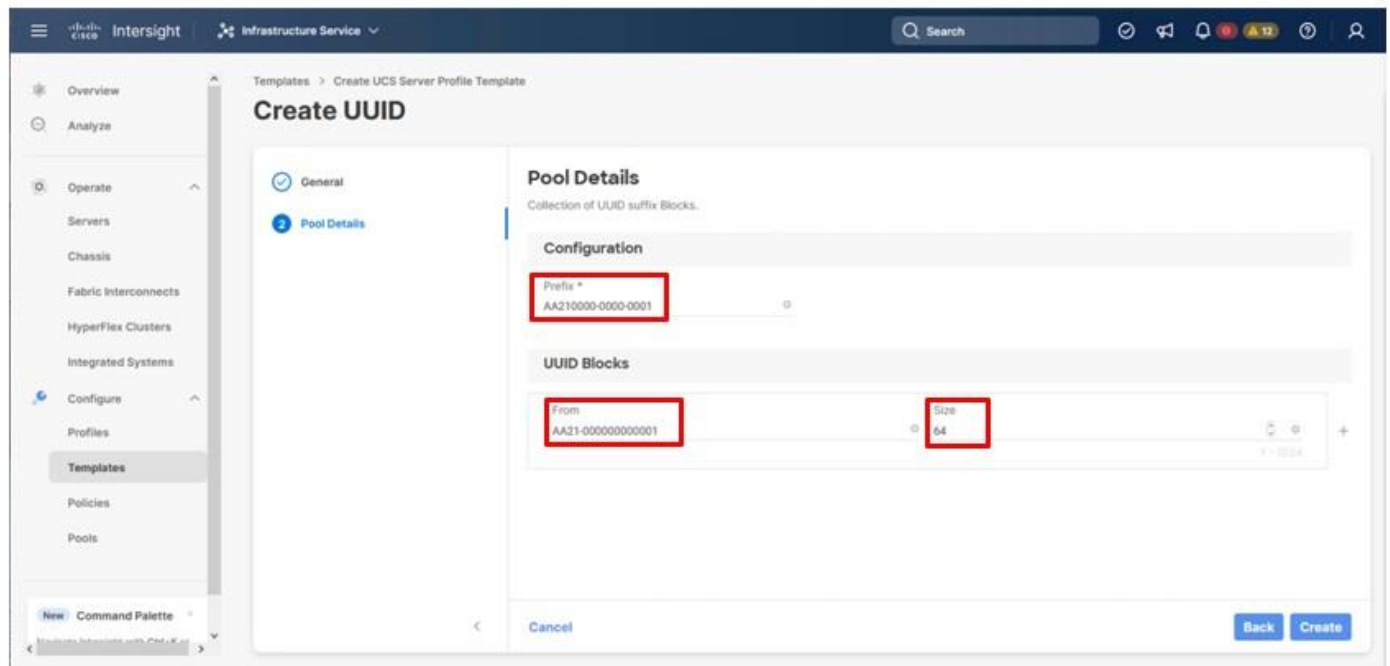 cisco Intersight
Infrastructure Service
Search
12
Overview
Analyze
Operate
Servers
Chassis
Fabric Interconnects
HyperFlex Clusters
Integrated Systems
Configure
Profiles
Templates
Policies
Pools
New Command Palette
Templates > Create UCS Server Profile Template
Create UUID
General
2 Pool Details
Pool Details
Collection of UUID suffix Blocks.
Configuration
Prefix *
AA210000-0000-0001
UUID Blocks
From
AA21-000000000001
Size
64
1 - 1024
Cancel
Back
Create